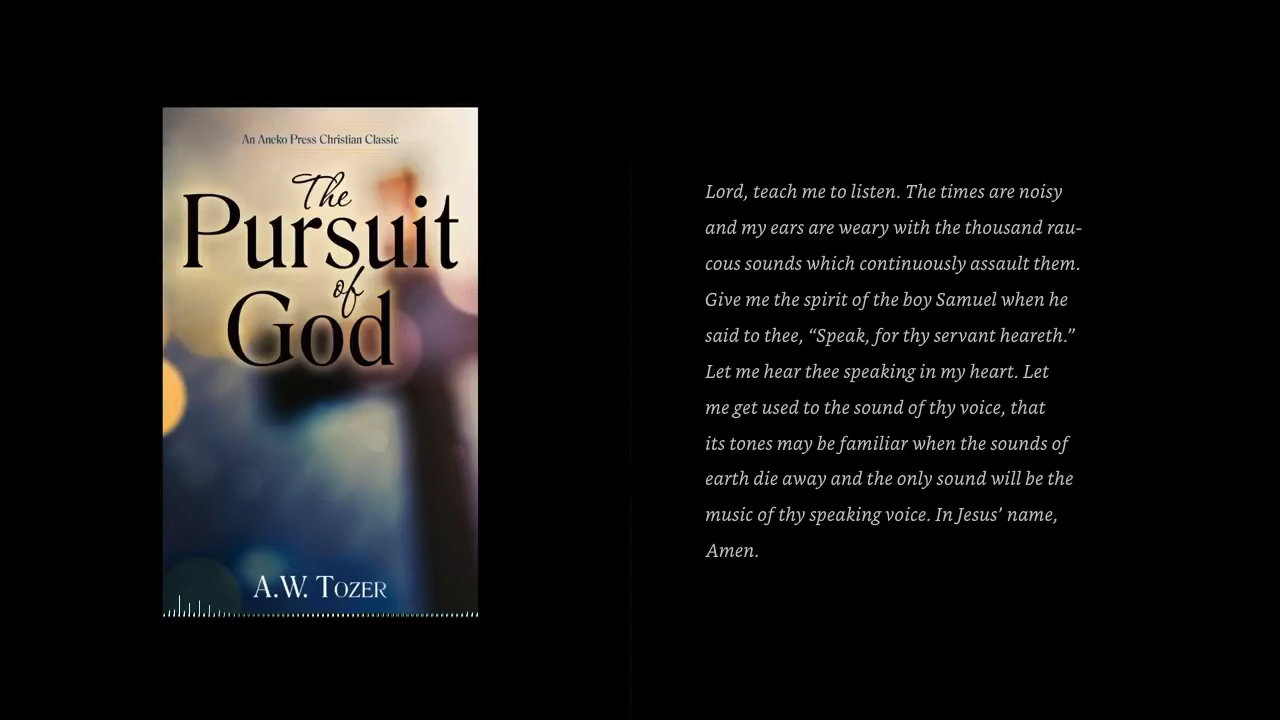 An Aneko Press Christian Classic
The
Pursuit
of
God
A.W. Tozer
Lord, teach me to listen. The times are noisy
and my ears are weary with the thousand rau-
cous sounds which continuously assault them.
Give me the spirit of the boy Samuel when he
said to thee, “Speak, for thy servant heareth.”
Let me hear thee speaking in my heart. Let
me get used to the sound of thy voice, that
its tones may be familiar when the sounds of
earth die away and the only sound will be the
music of thy speaking voice. In Jesus’ name,
Amen.